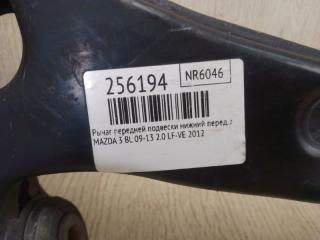 256194
NR6046
Рычаг передней подвески нижний перед.
MAZDA 3 BL 09-13 2.0 LF-VE 2012